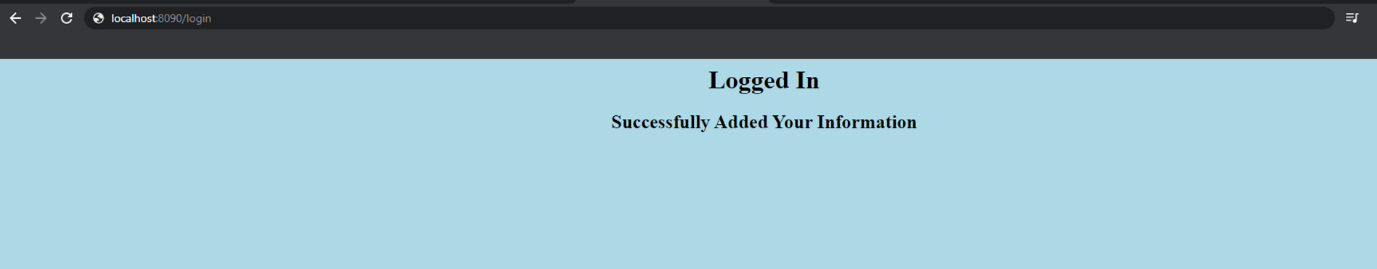 localhost:8090/login
Logged In
Successfully Added Your Information